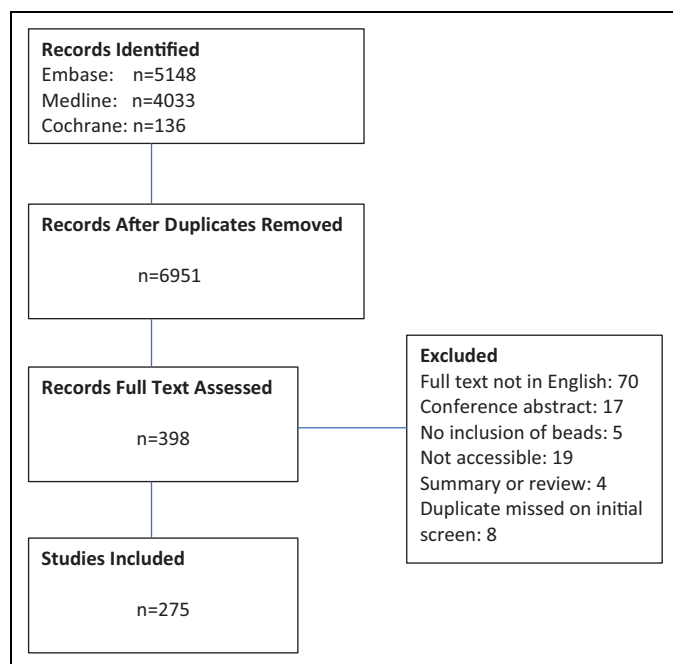 Records Identified
Embase: n=5148
Medline: n=4033
Cochrane: n=136
Records After Duplicates Removed
n=6951
Records Full Text Assessed
n=398
Excluded
Full text not in English: 70
Conference abstract: 17
No inclusion of beads: 5
Not accessible: 19
Summary or review: 4
Duplicate missed on initial
screen: 8
Studies Included
n=275